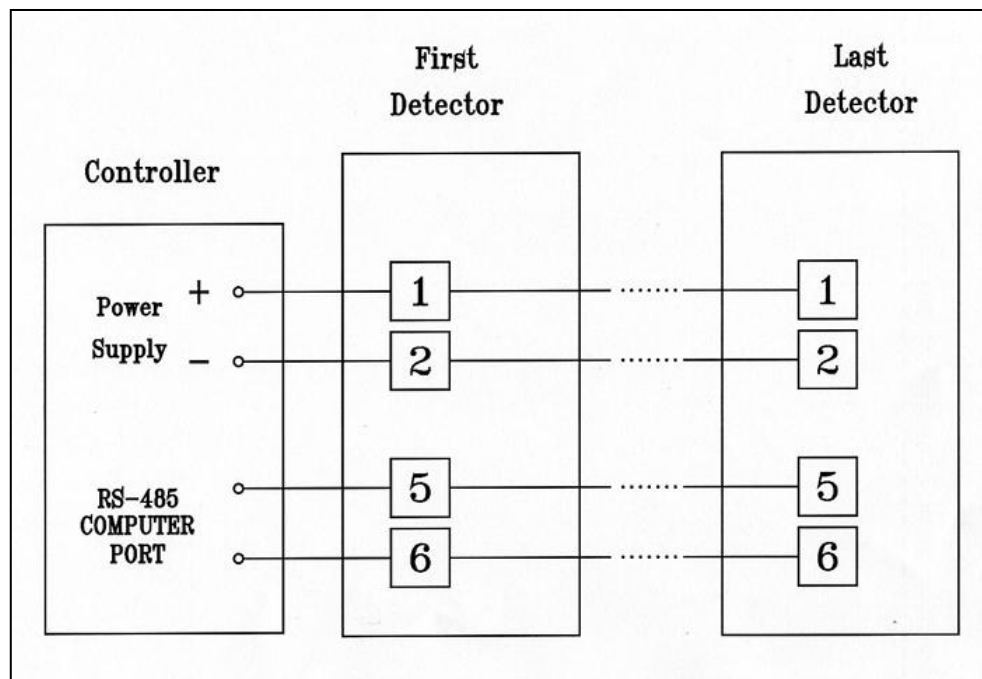 First
Detector
Last
Detector
Controller
Power
Supply
+
−
RS-485
COMPUTER
PORT
1
2
5
6
1
2
5
6